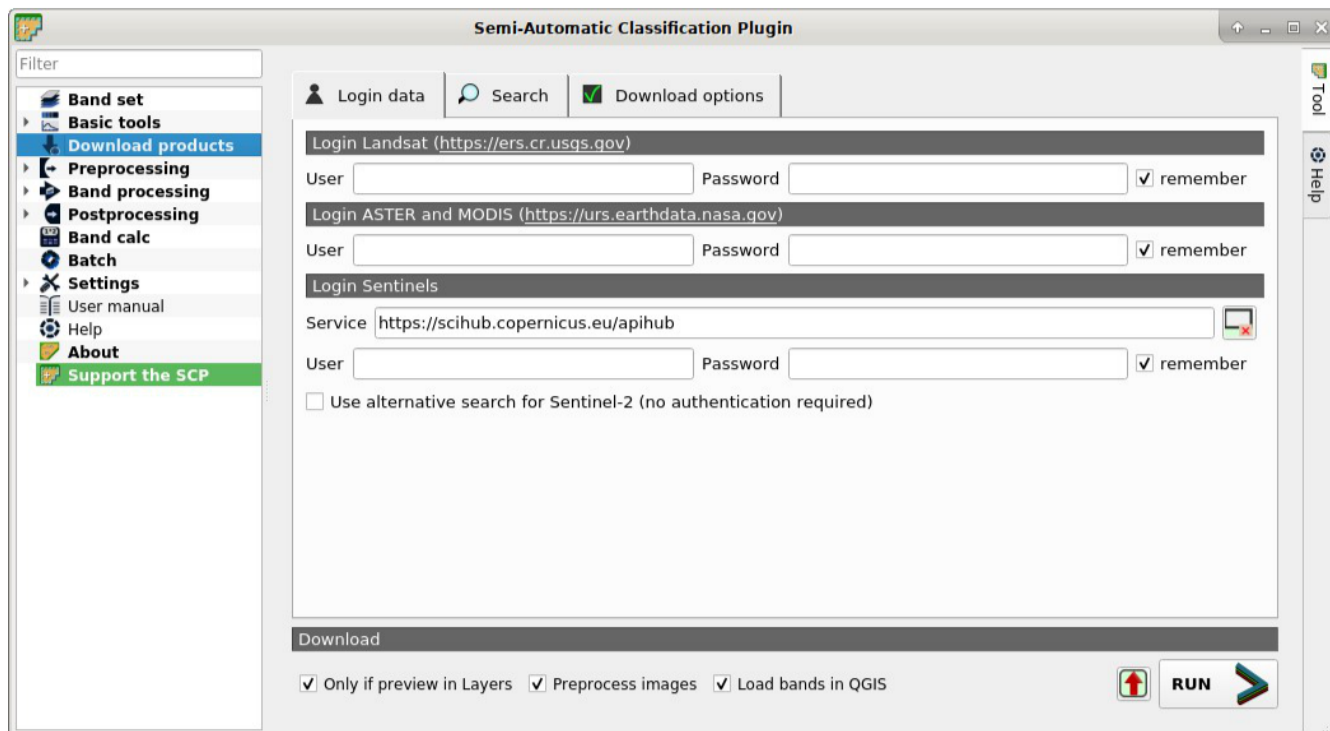 Semi-Automatic Classification Plugin
Filter
Band set
Basic tools
Download products
Preprocessing
Band processing
Postprocessing
Band calc
Batch
Settings
User manual
Help
About
Support the SCP
Login data Search Download options
Login Landsat (https://ers.cr.usgs.gov)
User Password remember
Login ASTER and MODIS (https://urs.earthdata.nasa.gov)
User Password remember
Login Sentinels
Service https://scihub.copernicus.eu/apihub
User Password remember
Use alternative search for Sentinel-2 (no authentication required)
Download
Only if preview in Layers Preprocess images Load bands in QGIS RUN
Tool
Help